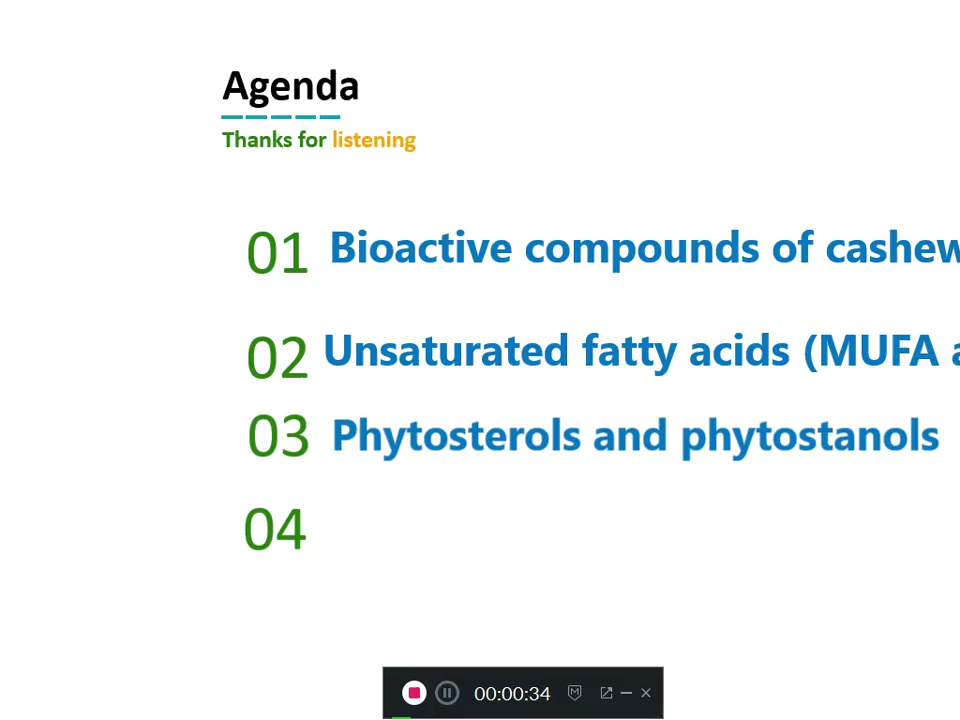 Agenda
Thanks for listening
01 Bioactive compounds of cashew
02 Unsaturated fatty acids (MUFA a
03 Phytosterols and phytostanols
04
00:00:34